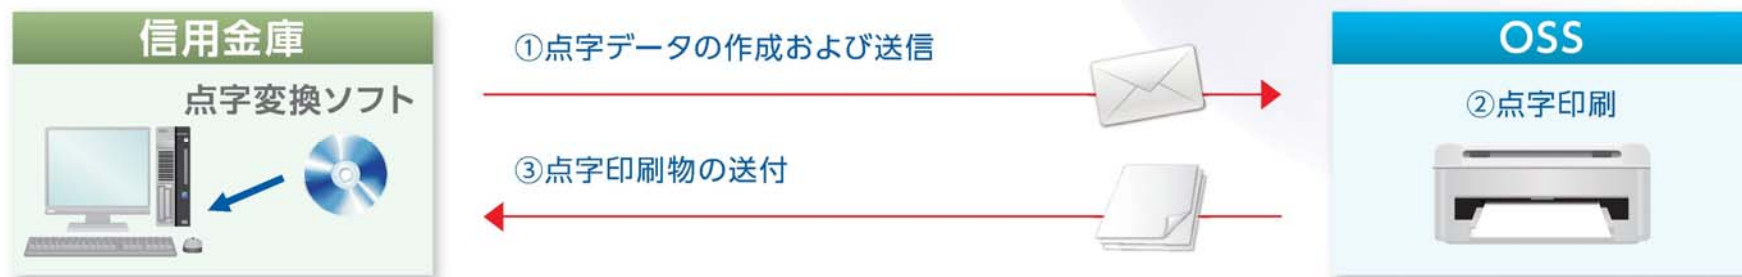 信用金庫
点字変換ソフト
①点字データの作成および送信
③点字印刷物の送付
OSS
②点字印刷